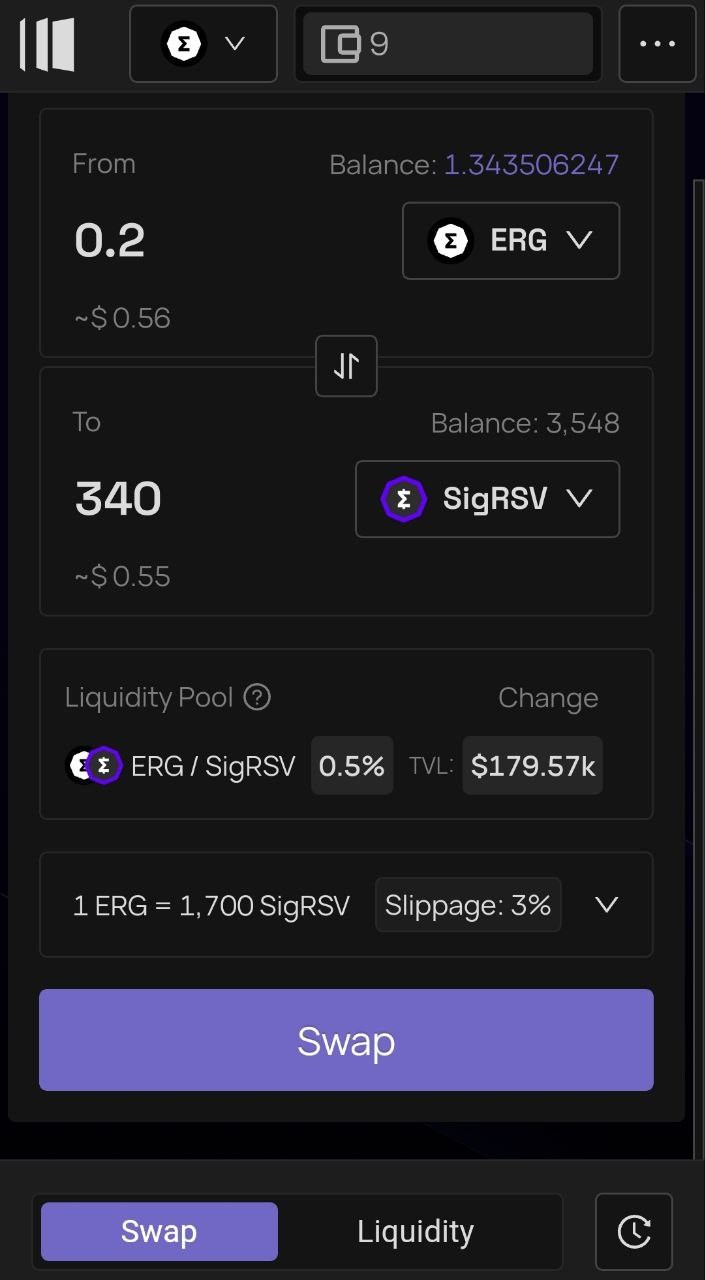 9
...
From
Balance: 1.343506247
0.2
ERG
~$ 0.56
To
Balance: 3,548
340
SigRSV
~$ 0.55
Liquidity Pool ?
Change
ERG / SigRSV 0.5% TVL: $179.57k
1 ERG = 1,700 SigRSV Slippage: 3%
Swap
Swap Liquidity